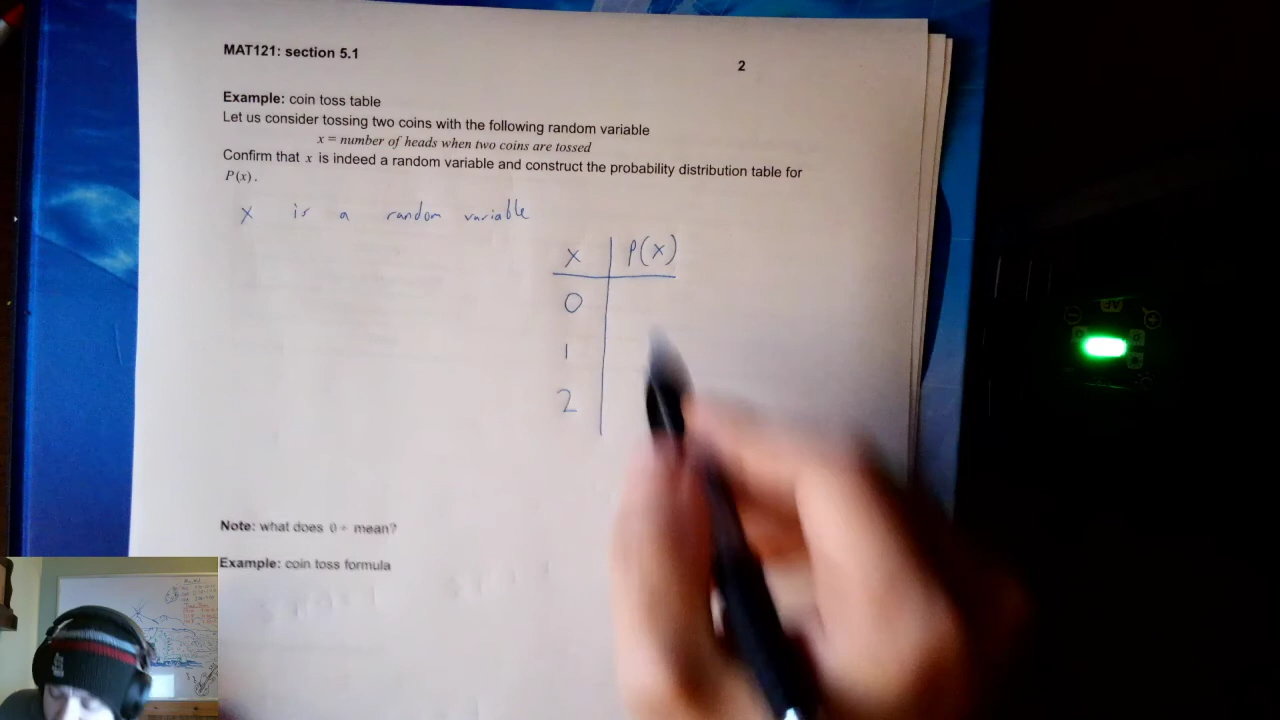 MAT121: section 5.1
2
Example: coin toss table
Let us consider tossing two coins with the following random variable
x = number of heads when two coins are tossed
Confirm that x is indeed a random variable and construct the probability distribution table for
P(x).
x is a random variable
x P(x)
0
1
2
Note: what does 0+ mean?
Example: coin toss formula